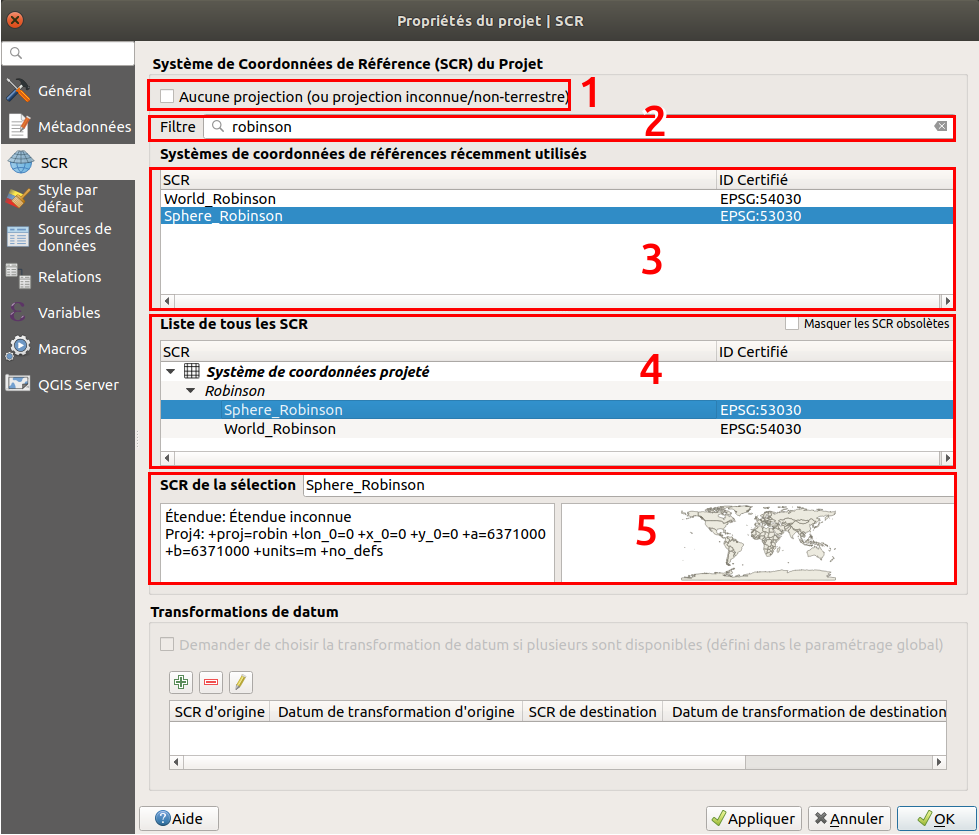 Propriétés du projet | SCR
Général
Métadonnées
SCR
Style par
défaut
Sources de
données
Relations
Variables
Macros
QGIS Server
Système de Coordonnées de Référence (SCR) du Projet
Aucune projection (ou projection inconnue/non-terrestre)
1
Filtre robinson
2
Systèmes de coordonnées de références récemment utilisés
SCR ID Certifié
World_Robinson EPSG:54030
Sphere_Robinson EPSG:53030
3
Liste de tous les SCR Masquer les SCR obsolètes
SCR ID Certifié
4
Système de coordonnées projeté
Robinson
Sphere_Robinson EPSG:53030
World_Robinson EPSG:54030
SCR de la sélection Sphere_Robinson
Étendue: Étendue inconnue
Proj4: +proj=robin +lon_0=0 +x_0=0 +y_0=0 +a=6371000
+b=6371000 +units=m +no_defs
5
Transformations de datum
Demander de choisir la transformation de datum si plusieurs sont disponibles (défini dans le paramétrage global)
SCR d'origine Datum de transformation d'origine SCR de destination Datum de transformation de destination
Aide Appliquer Annuler OK